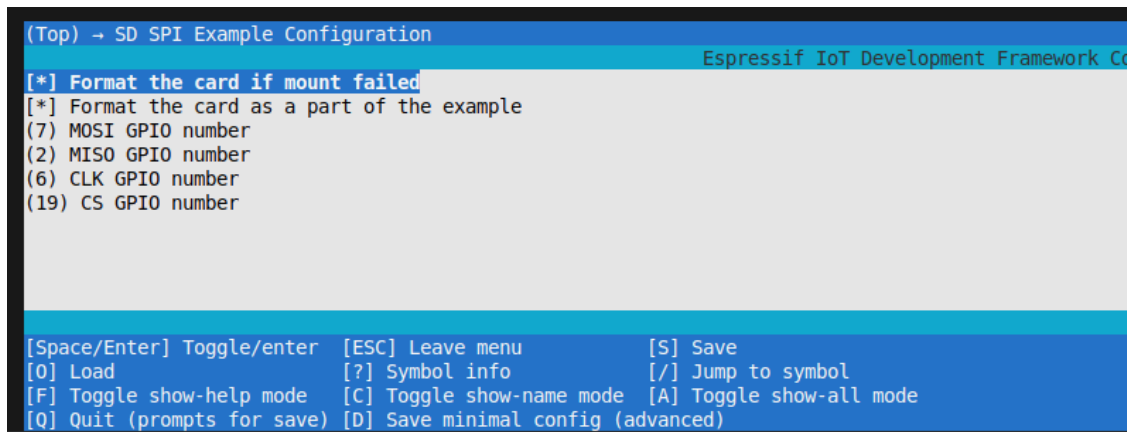 (Top) → SD SPI Example Configuration
Espressif IoT Development Framework Co
[*] Format the card if mount failed
[*] Format the card as a part of the example
(7) MOSI GPIO number
(2) MISO GPIO number
(6) CLK GPIO number
(19) CS GPIO number
[Space/Enter] Toggle/enter [ESC] Leave menu [S] Save
[O] Load [?] Symbol info [/] Jump to symbol
[F] Toggle show-help mode [C] Toggle show-name mode [A] Toggle show-all mode
[Q] Quit (prompts for save) [D] Save minimal config (advanced)